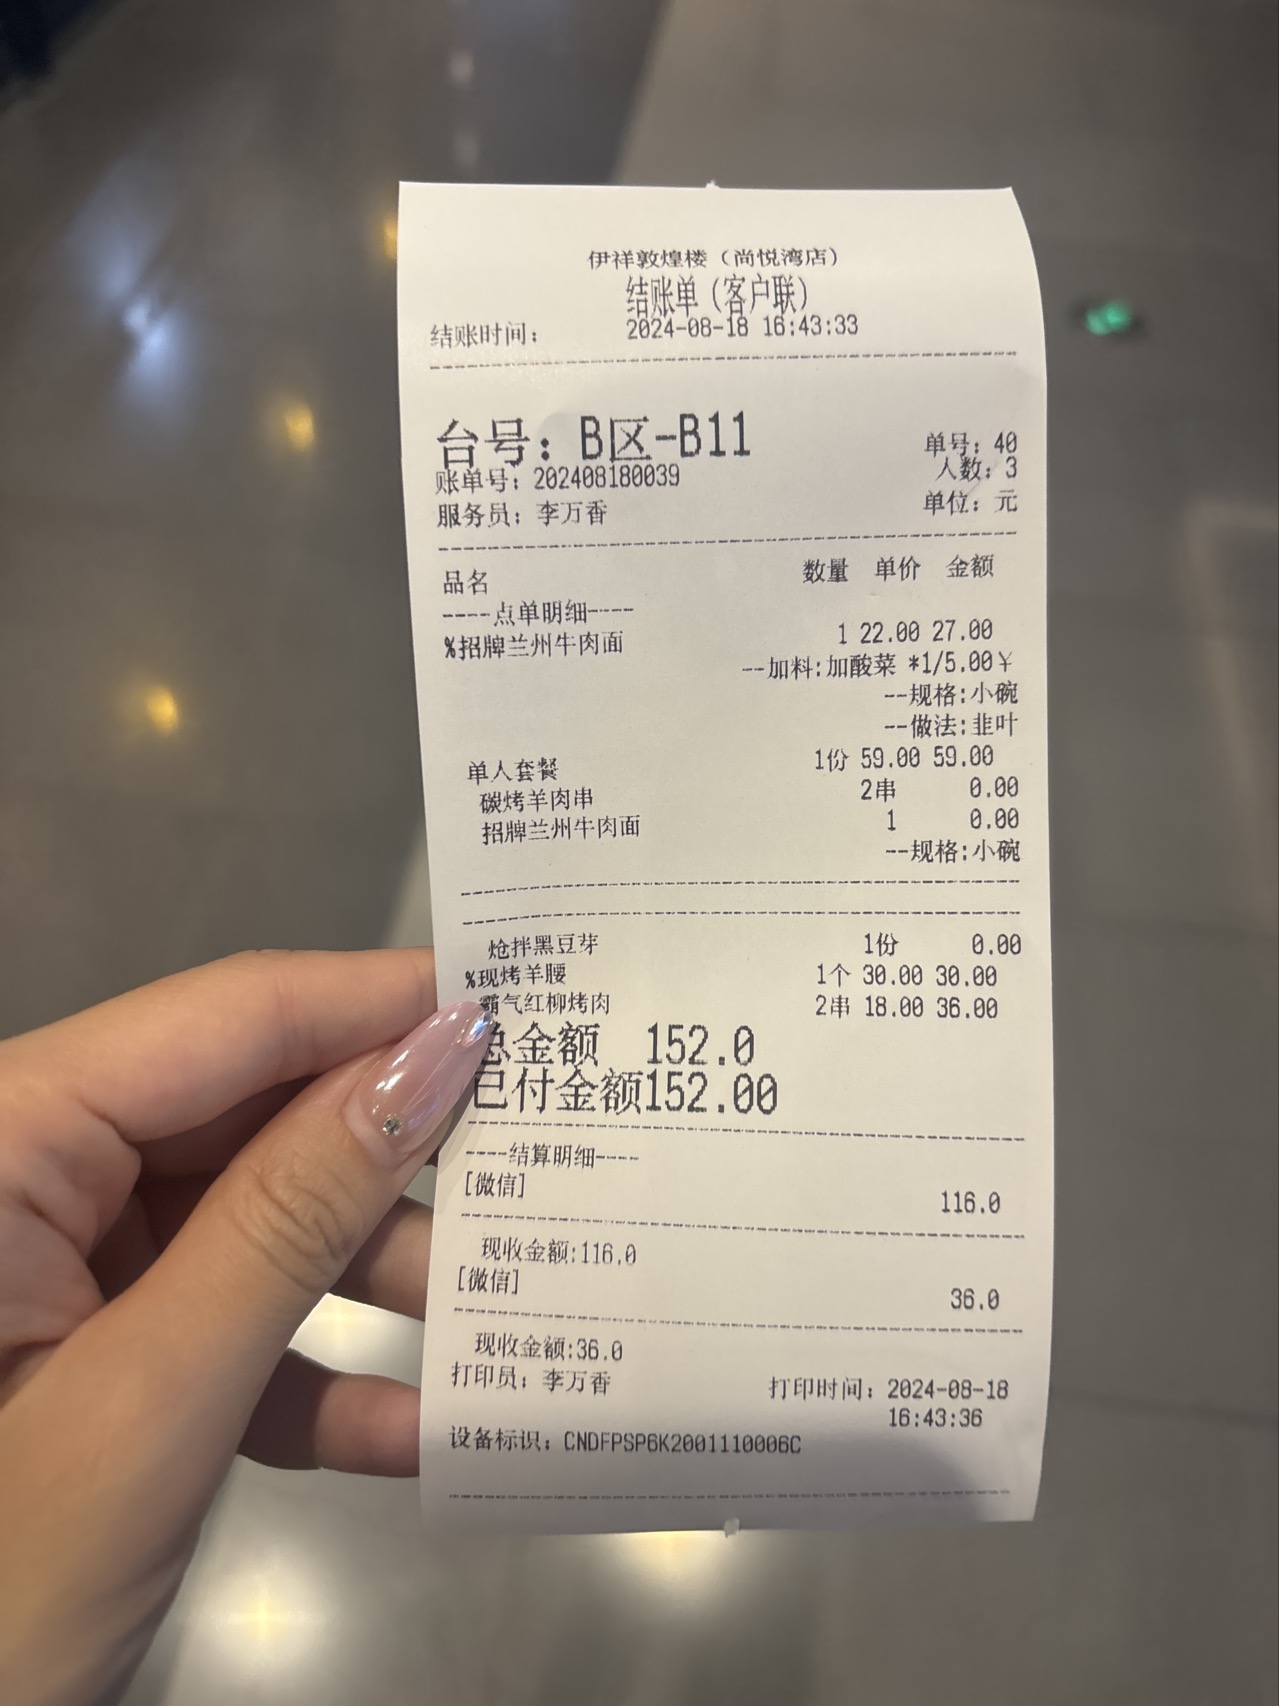 伊祥敦煌楼（尚悦湾店）
结账单（客户联）
结账时间： 2024-08-18 16:43:33
台号：B区-B11 单号：40
账单号：202408180039 人数：3
服务员：李万香 单位：元
品名 数量 单价 金额
----点单明细----
%招牌兰州牛肉面 1 22.00 27.00
--加料:加酸菜 *1/5.00¥
--规格:小碗
--做法:韭叶
单人套餐 1份 59.00 59.00
碳烤羊肉串 2串 0.00
招牌兰州牛肉面 1 0.00
--规格:小碗
炝拌黑豆芽 1份 0.00
%现烤羊腰 1个 30.00 30.00
霸气红柳烤肉 2串 18.00 36.00
总金额 152.0
已付金额152.00
----结算明细----
[微信] 116.0
现收金额:116.0
[微信] 36.0
现收金额:36.0
打印员：李万香 打印时间：2024-08-18
16:43:36
设备标识：CNDFPSP6K2001110006C